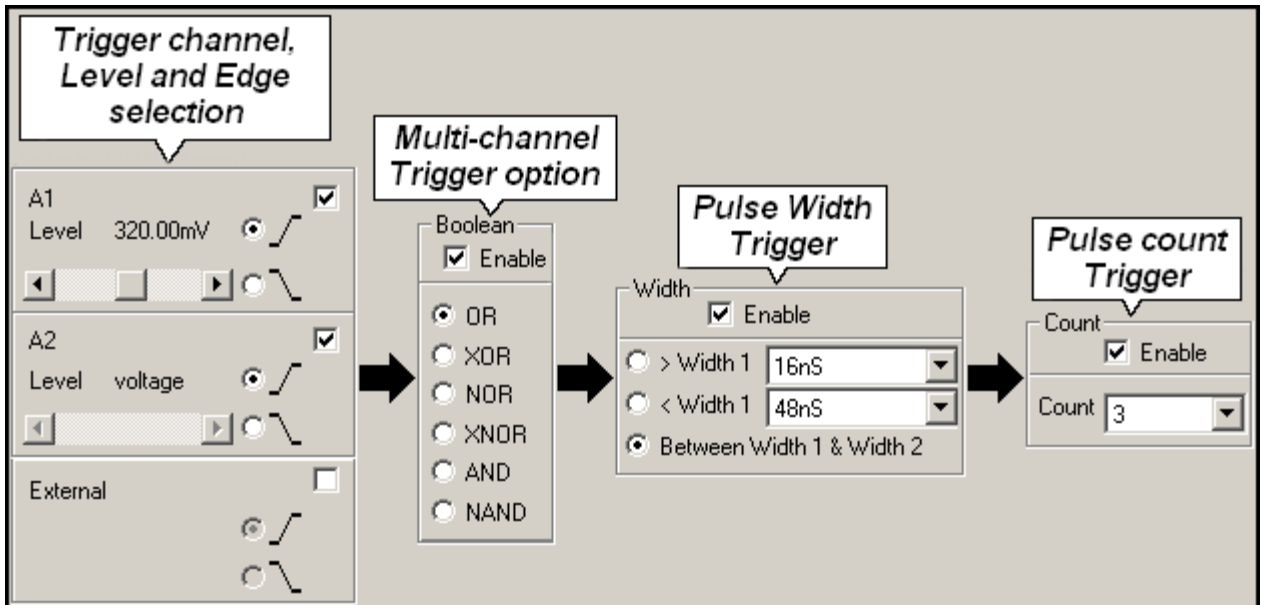 Trigger channel,
Level and Edge
selection
A1
Level 320.00mV
A2
Level voltage
External
Multi-channel
Trigger option
Boolean
Enable
OR
XOR
NOR
XNOR
AND
NAND
Pulse Width
Trigger
Width
Enable
> Width 1 16nS
< Width 1 48nS
Between Width 1 & Width 2
Pulse count
Trigger
Count
Enable
Count 3